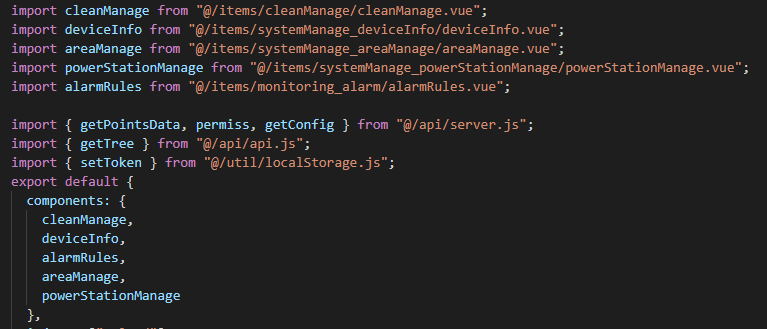 import cleanManage from "@/items/cleanManage/cleanManage.vue";
import deviceInfo from "@/items/systemManage_deviceInfo/deviceInfo.vue";
import areaManage from "@/items/systemManage_areaManage/areaManage.vue";
import powerStationManage from "@/items/systemManage_powerStationManage/powerStationManage.vue";
import alarmRules from "@/items/monitoring_alarm/alarmRules.vue";
import { getPointsData, permiss, getConfig } from "@/api/server.js";
import { getTree } from "@/api/api.js";
import { setToken } from "@/util/localStorage.js";
export default {
components: {
cleanManage,
deviceInfo,
alarmRules,
areaManage,
powerStationManage
},